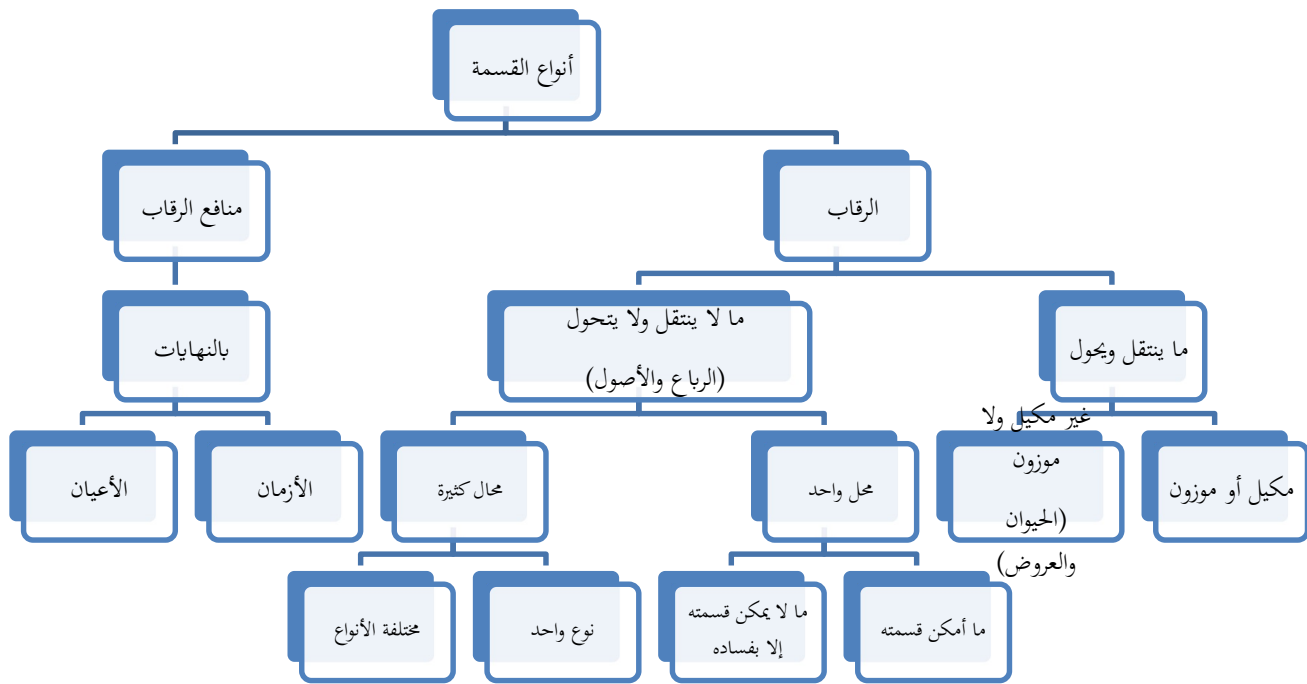 أنواع القسمة
الرقاب
منافع الرقاب
ما ينتقل ويحول
ما لا ينتقل ولا يتحول
(الرباع والأصول)
بالنهايات
مكيل أو موزون
غير مكيل ولا
موزون
(الحيوان
والعروض)
محل واحد
محال كثيرة
الأزمان
الأعيان
ما أمكن قسمته
ما لا يمكن قسمته
إلا بفساده
نوع واحد
مختلفة الأنواع